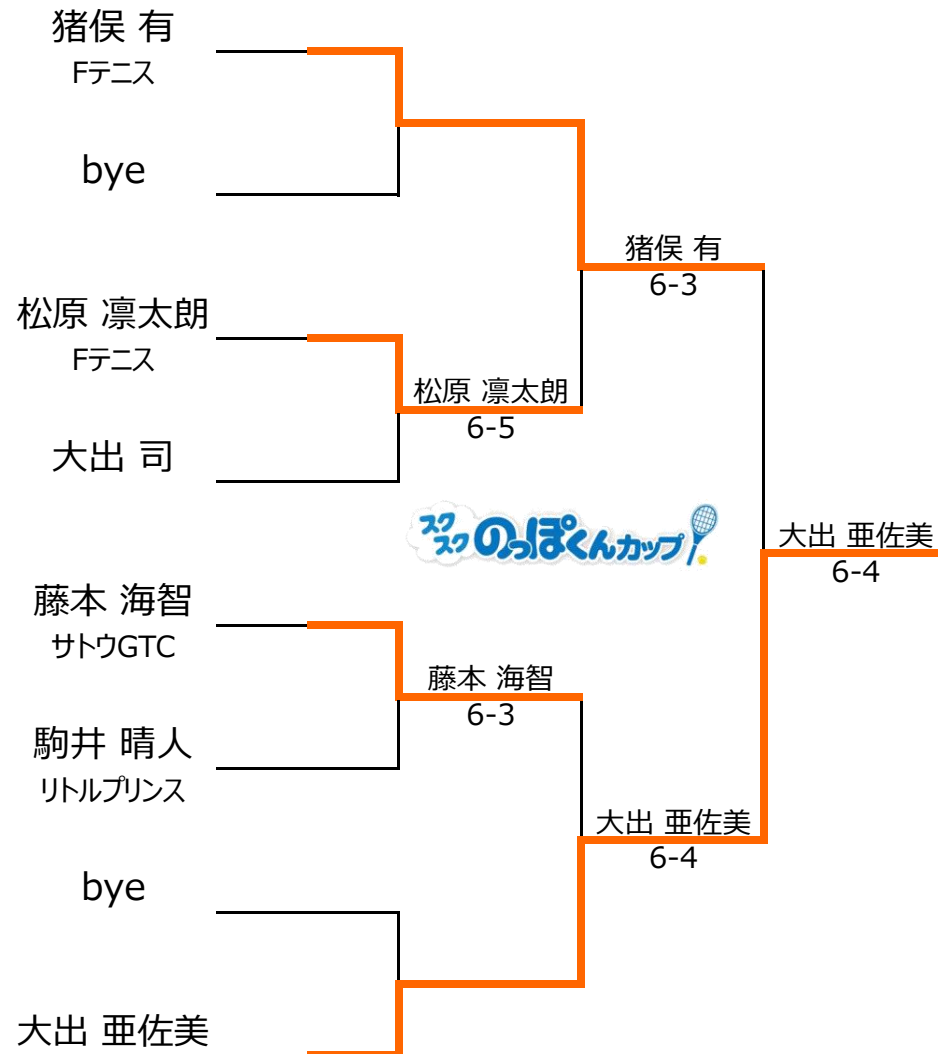 猪俣 有
Fテニス
bye
猪俣 有
6-3
松原 凛太朗
Fテニス
松原 凛太朗
6-5
大出 司
スク
スク のっぽくんカップ
大出 亜佐美
6-4
藤本 海智
サトウGTC
藤本 海智
6-3
駒井 晴人
リトルプリンス
大出 亜佐美
6-4
bye
大出 亜佐美